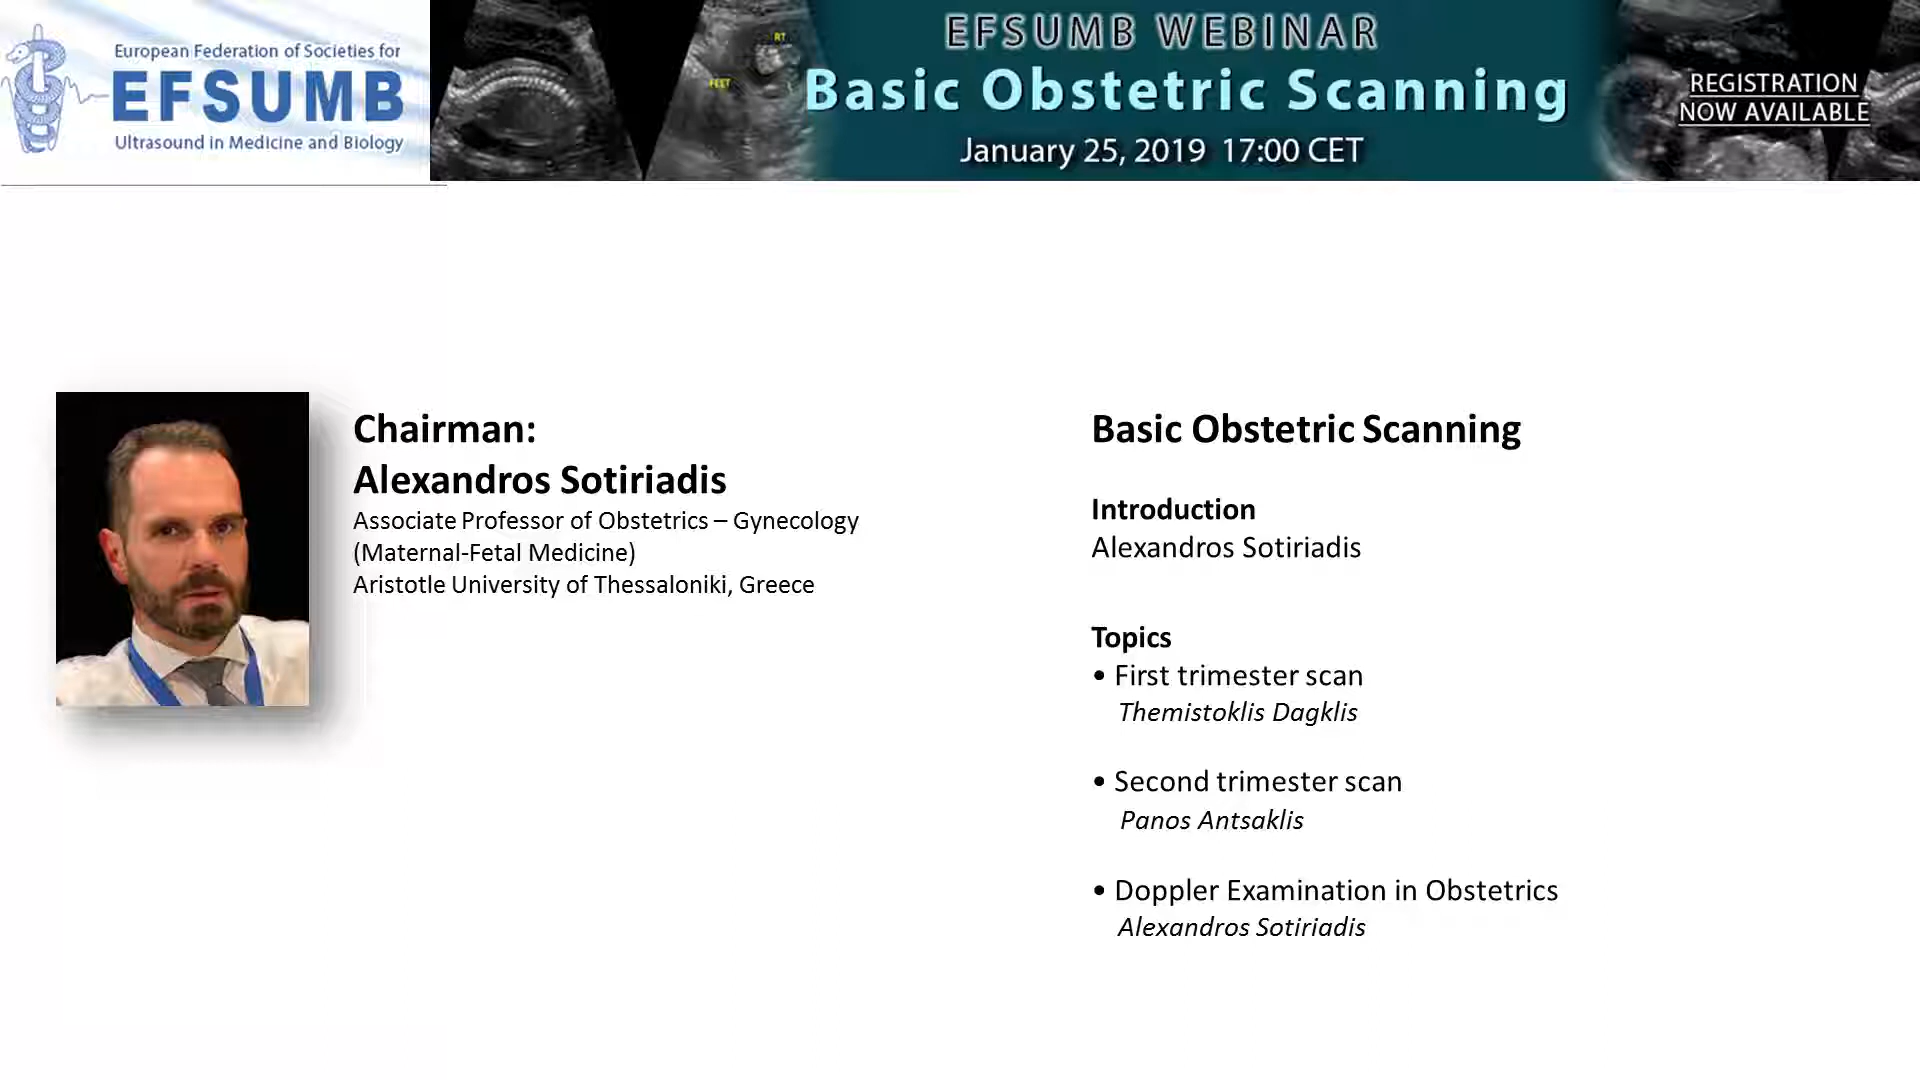 European Federation of Societies for
EFSUMB
Ultrasound in Medicine and Biology
RT
FEET
EFSUMB WEBINAR
Basic Obstetric Scanning
January 25, 2019 17:00 CET
REGISTRATION
NOW AVAILABLE
Chairman:
Alexandros Sotiriadis
Associate Professor of Obstetrics – Gynecology
(Maternal-Fetal Medicine)
Aristotle University of Thessaloniki, Greece
Basic Obstetric Scanning
Introduction
Alexandros Sotiriadis
Topics
• First trimester scan
Themistoklis Dagklis
• Second trimester scan
Panos Antsaklis
• Doppler Examination in Obstetrics
Alexandros Sotiriadis